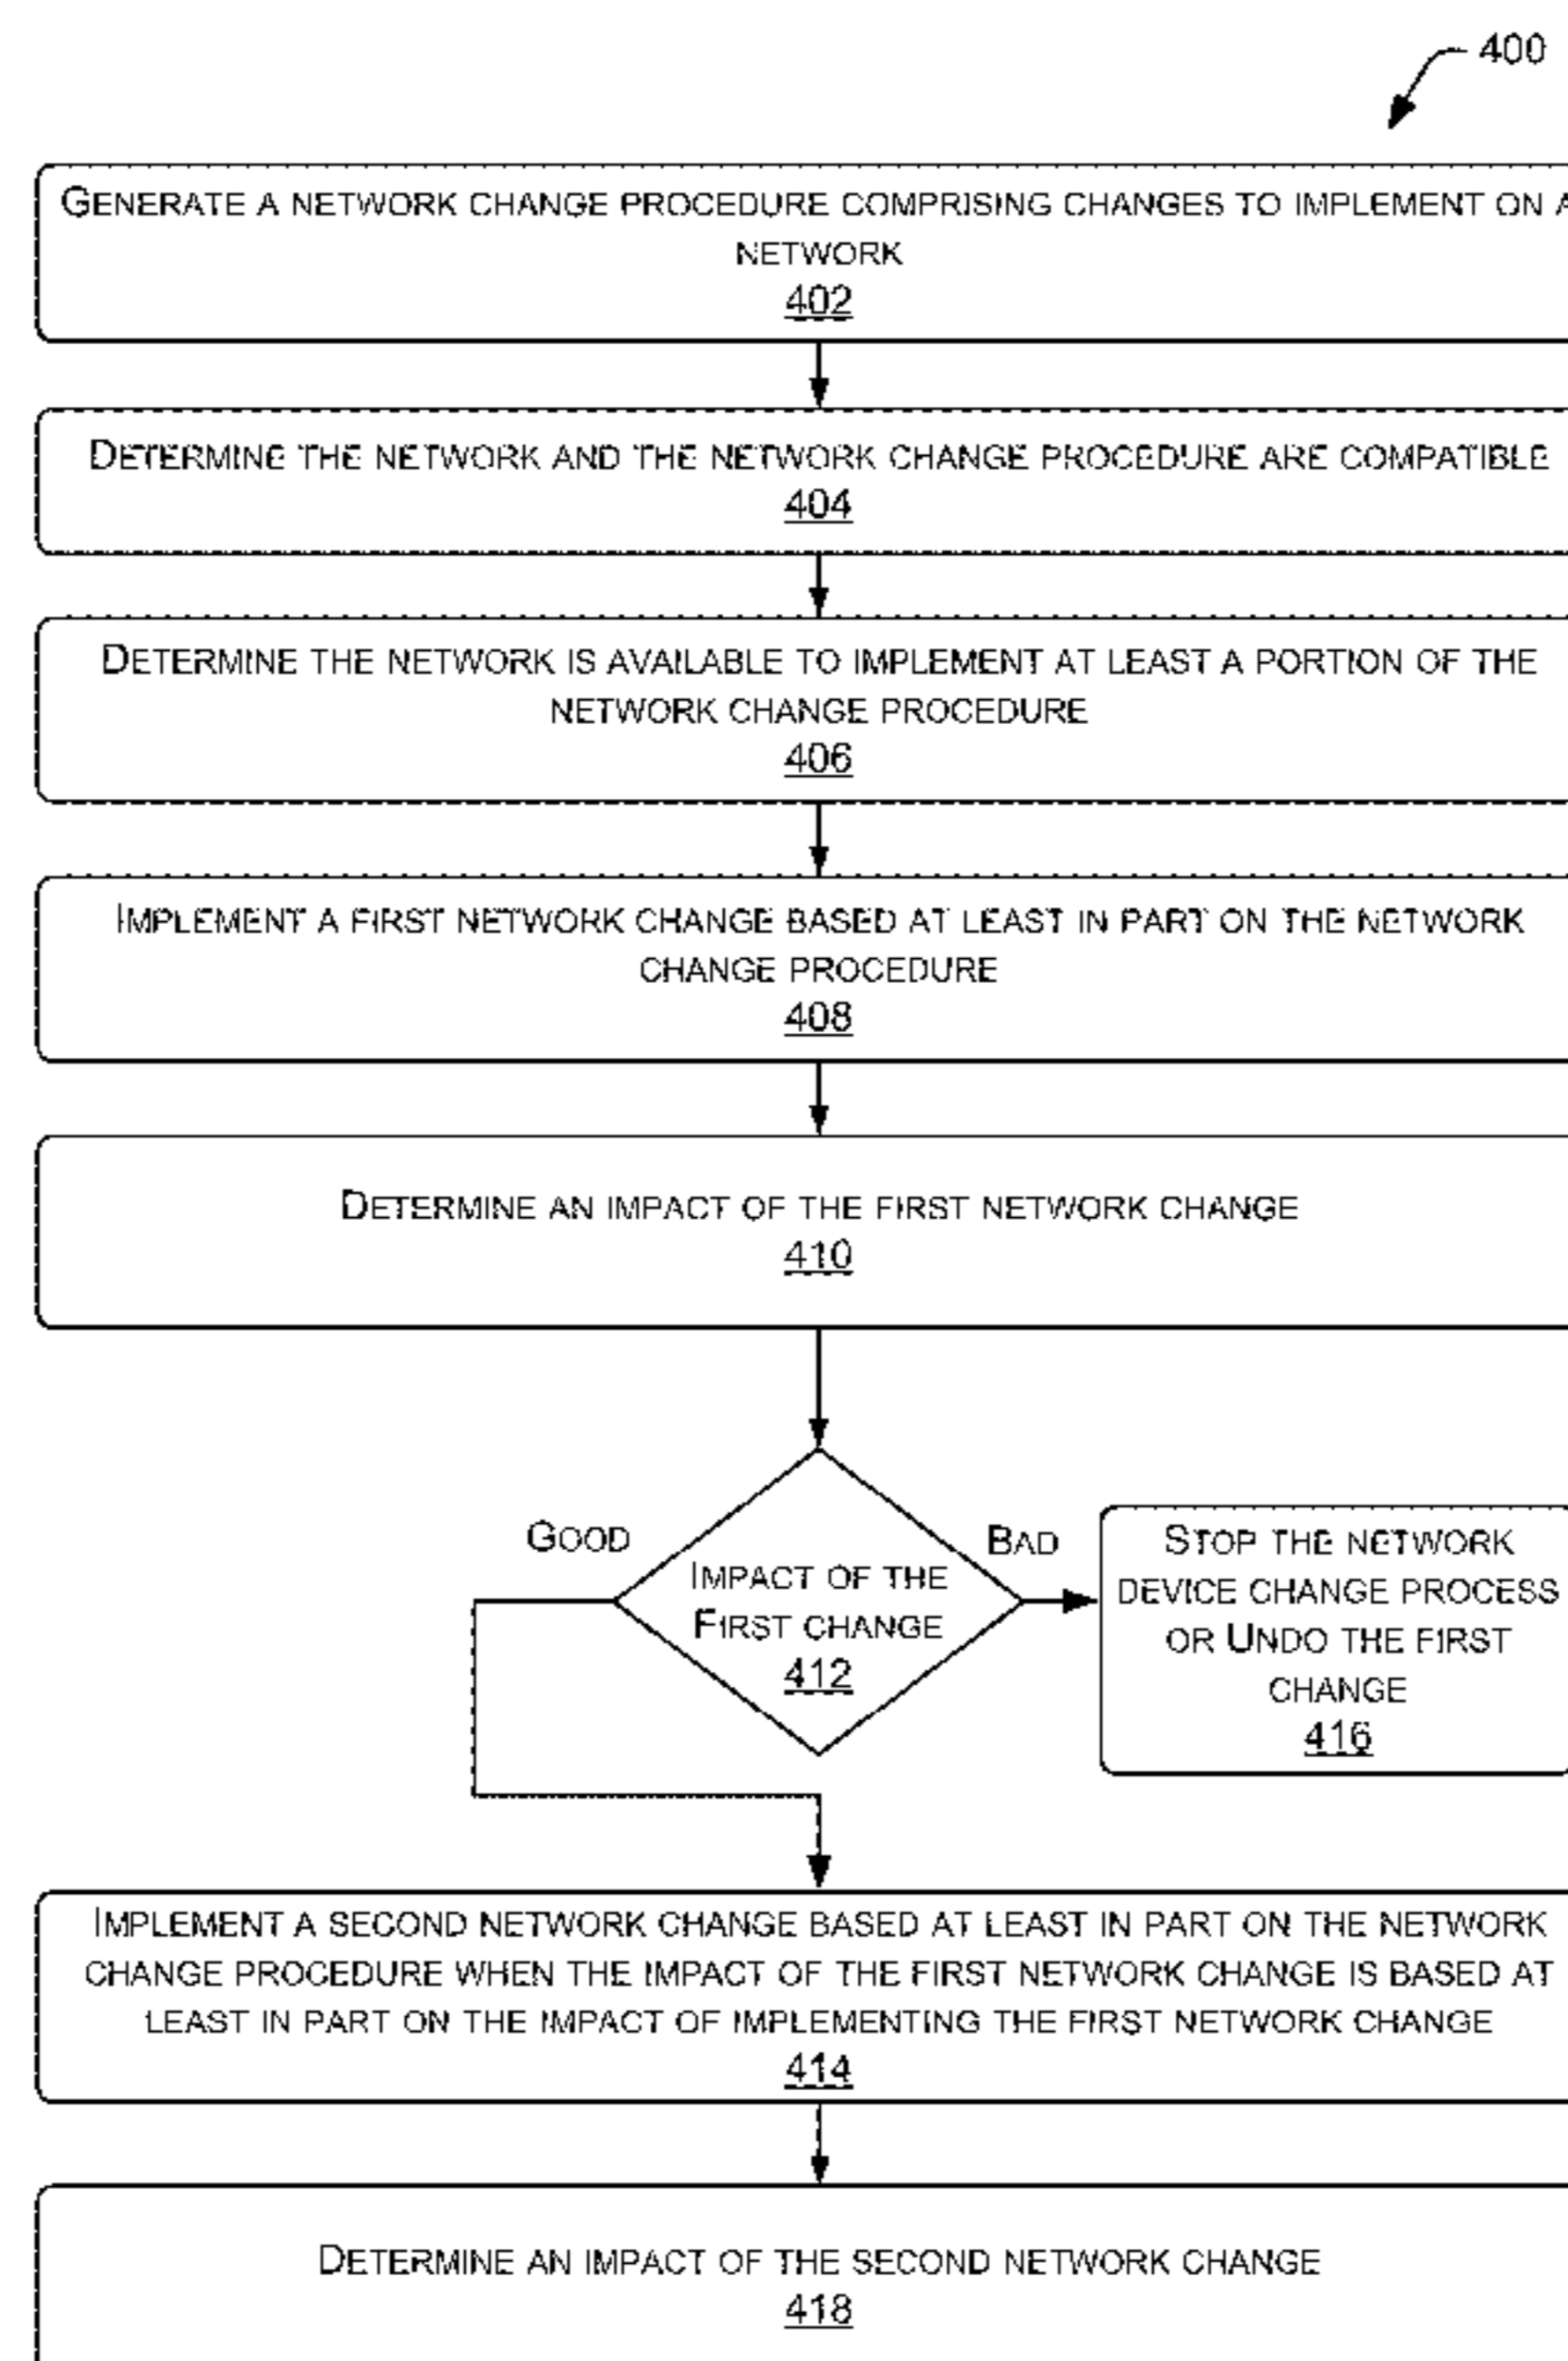 400
GENERATE A NETWORK CHANGE PROCEDURE COMPRISING CHANGES TO IMPLEMENT ON A
NETWORK
402
DETERMINE THE NETWORK AND THE NETWORK CHANGE PROCEDURE ARE COMPATIBLE
404
DETERMINE THE NETWORK IS AVAILABLE TO IMPLEMENT AT LEAST A PORTION OF THE
NETWORK CHANGE PROCEDURE
406
IMPLEMENT A FIRST NETWORK CHANGE BASED AT LEAST IN PART ON THE NETWORK
CHANGE PROCEDURE
408
DETERMINE AN IMPACT OF THE FIRST NETWORK CHANGE
410
GOOD
BAD
IMPACT OF THE
FIRST CHANGE
412
STOP THE NETWORK
DEVICE CHANGE PROCESS
OR UNDO THE FIRST
CHANGE
416
IMPLEMENT A SECOND NETWORK CHANGE BASED AT LEAST IN PART ON THE NETWORK
CHANGE PROCEDURE WHEN THE IMPACT OF THE FIRST NETWORK CHANGE IS BASED AT
LEAST IN PART ON THE IMPACT OF IMPLEMENTING THE FIRST NETWORK CHANGE
414
DETERMINE AN IMPACT OF THE SECOND NETWORK CHANGE
418